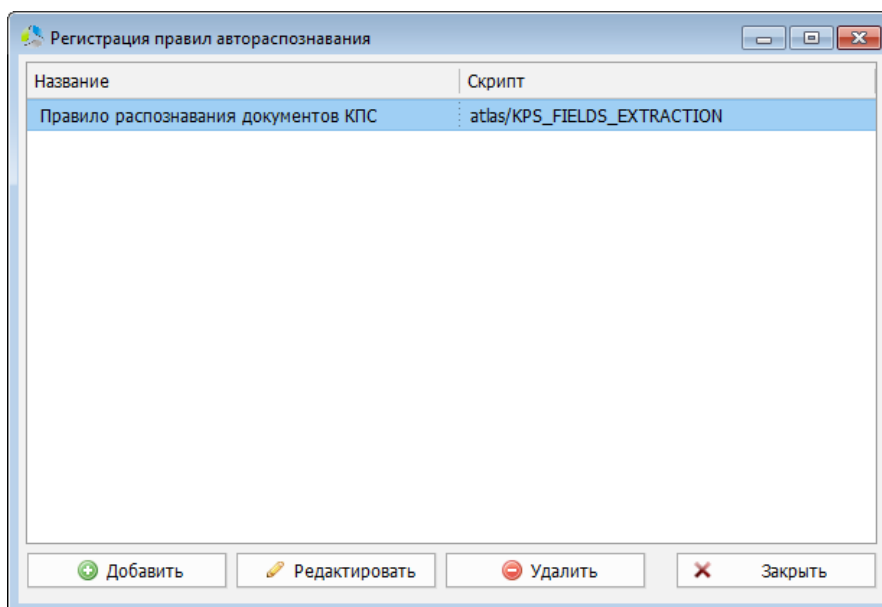 Регистрация правил автораспознавания
Название Скрипт
Правило распознавания документов КПС atlas/KPS_FIELDS_EXTRACTION
Добавить Редактировать Удалить Закрыть